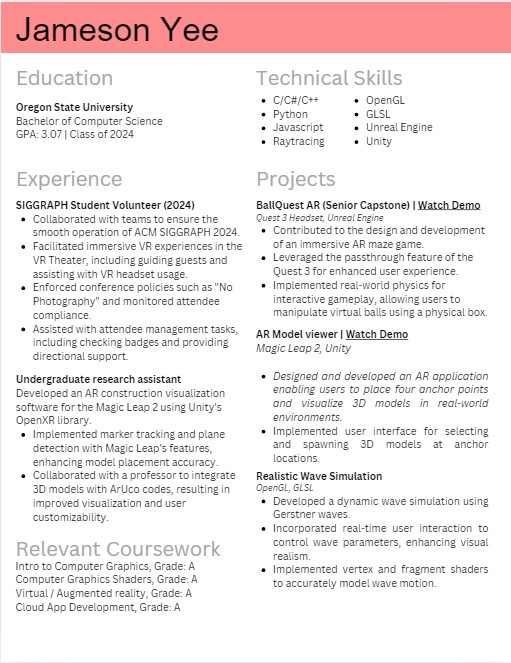 Jameson Yee
Education
Oregon State University
Bachelor of Computer Science
GPA: 3.07 | Class of 2024
Technical Skills
• C/C#/C++
• Python
• Javascript
• Raytracing
• OpenGL
• GLSL
• Unreal Engine
• Unity
Experience
SIGGRAPH Student Volunteer (2024)
• Collaborated with teams to ensure the
smooth operation of ACM SIGGRAPH 2024.
• Facilitated immersive VR experiences in the
VR Theater, including guiding guests and
assisting with VR headset usage.
• Enforced conference policies such as "No
Photography" and monitored attendee
compliance.
• Assisted with attendee management tasks,
including checking badges and providing
directional support.
Undergraduate research assistant
Developed an AR construction visualization
software for the Magic Leap 2 using Unity's
OpenXR library.
• Implemented marker tracking and plane
detection with Magic Leap's features,
enhancing model placement accuracy.
• Collaborated with a professor to integrate
3D models with ArUco codes, resulting in
improved visualization and user
customizability.
Relevant Coursework
Intro to Computer Graphics, Grade: A
Computer Graphics Shaders, Grade: A
Virtual / Augmented reality, Grade: A
Cloud App Development, Grade: A
Projects
BallQuest AR (Senior Capstone) | Watch Demo
Quest 3 Headset, Unreal Engine
• Contributed to the design and development
of an immersive AR maze game.
• Leveraged the passthrough feature of the
Quest 3 for enhanced user experience.
• Implemented real-world physics for
interactive gameplay, allowing users to
manipulate virtual balls using a physical box.
AR Model viewer | Watch Demo
Magic Leap 2, Unity
• Designed and developed an AR application
enabling users to place four anchor points
and visualize 3D models in real-world
environments.
• Implemented user interface for selecting
and spawning 3D models at anchor
locations.
Realistic Wave Simulation
OpenGL, GLSL
• Developed a dynamic wave simulation using
Gerstner waves.
• Incorporated real-time user interaction to
control wave parameters, enhancing visual
realism.
• Implemented vertex and fragment shaders
to accurately model wave motion.